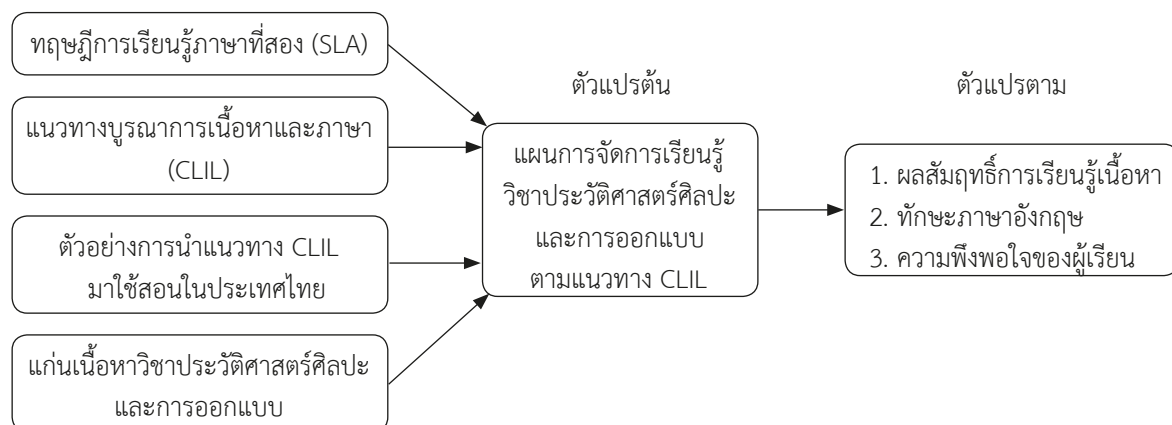 ทฤษฎีการเรียนรู้ภาษาที่สอง (SLA)
แนวทางบูรณาการเนื้อหาและภาษา
(CLIL)
ตัวอย่างการนำแนวทาง CLIL
มาใช้สอนในประเทศไทย
แก่นเนื้อหาวิชาประวัติศาสตร์ศิลปะ
และการออกแบบ
ตัวแปรต้น
แผนการจัดการเรียนรู้
วิชาประวัติศาสตร์ศิลปะ
และการออกแบบ
ตามแนวทาง CLIL
ตัวแปรตาม
1. ผลสัมฤทธิ์การเรียนรู้เนื้อหา
2. ทักษะภาษาอังกฤษ
3. ความพึงพอใจของผู้เรียน